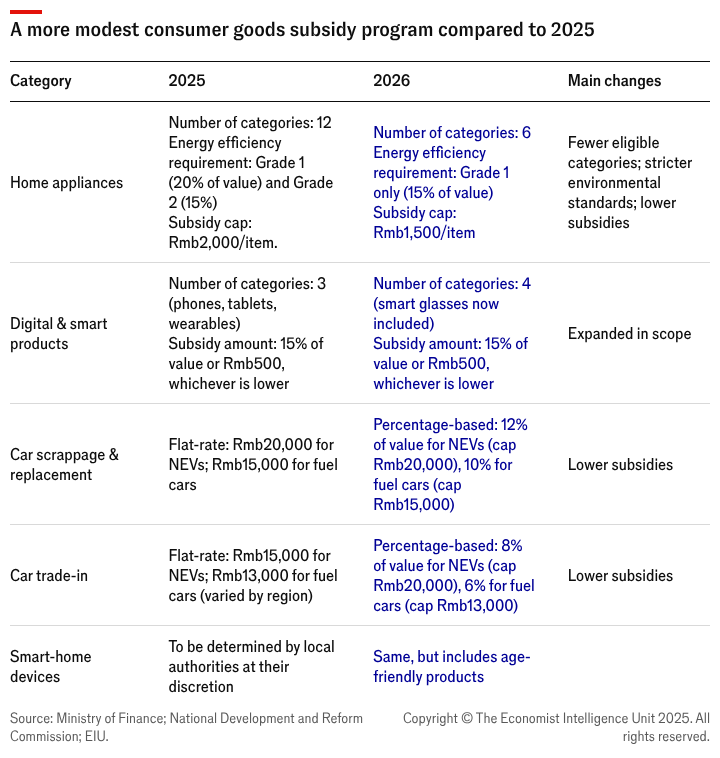 A more modest consumer goods subsidy program compared to 2025
Category
2025
2026
Main changes
Home appliances
Number of categories: 12
Energy efficiency
requirement: Grade 1
(20% of value) and Grade
2 (15%)
Subsidy cap:
Rmb2,000/item.
Number of categories: 6
Energy efficiency
requirement: Grade 1
only (15% of value)
Subsidy cap:
Rmb1,500/item
Fewer eligible
categories; stricter
environmental
standards; lower
subsidies
Digital & smart
products
Number of categories: 3
(phones, tablets,
wearables)
Subsidy amount: 15% of
value or Rmb500,
whichever is lower
Number of categories: 4
(smart glasses now
included)
Subsidy amount: 15% of
value or Rmb500,
whichever is lower
Expanded in scope
Car scrappage &
replacement
Flat-rate: Rmb20,000 for
NEVs; Rmb15,000 for fuel
cars
Percentage-based: 12%
of value for NEVs (cap
Rmb20,000), 10% for
fuel cars (cap
Rmb15,000)
Lower subsidies
Car trade-in
Flat-rate: Rmb15,000 for
NEVs; Rmb13,000 for fuel
cars (varied by region)
Percentage-based: 8%
of value for NEVs (cap
Rmb20,000), 6% for fuel
cars (cap Rmb13,000)
Lower subsidies
Smart-home
devices
To be determined by local
authorities at their
discretion
Same, but includes age-
friendly products
Source: Ministry of Finance; National Development and Reform
Commission; EIU.
Copyright © The Economist Intelligence Unit 2025. All
rights reserved.